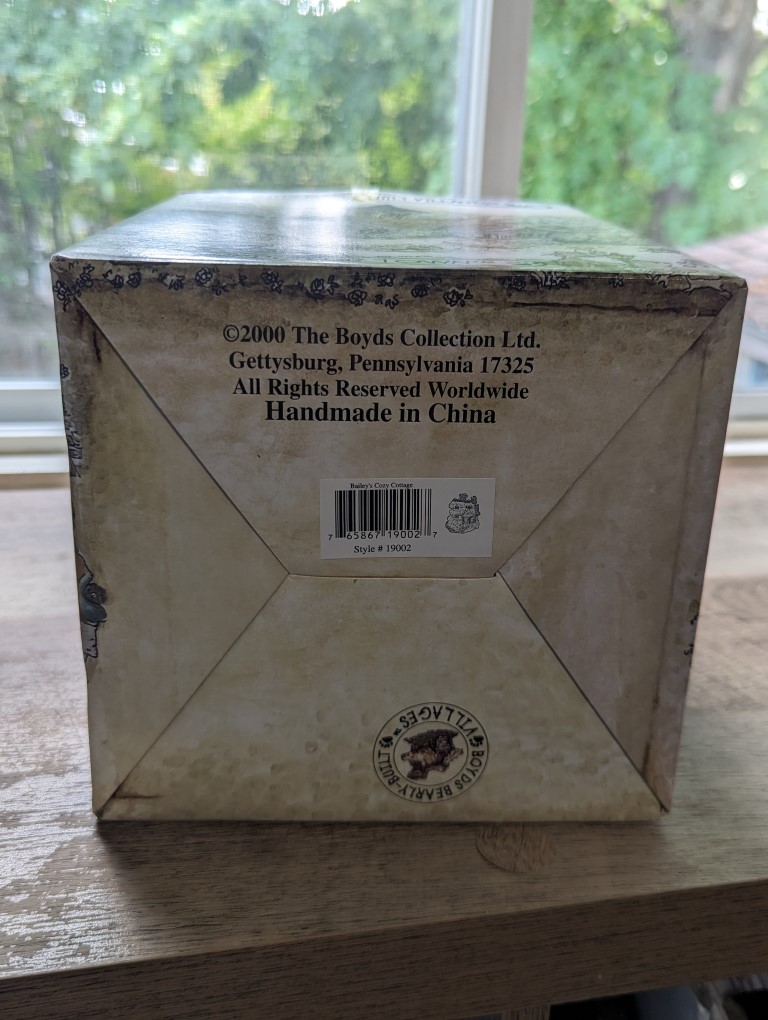 ©2000 The Boyds Collection Ltd.
Gettysburg, Pennsylvania 17325
All Rights Reserved Worldwide
Handmade in China
Bailey's Cozy Cottage
7 65867 19002 7
Style # 19002
BOYDS BEARLY-BUILT VILLAGES